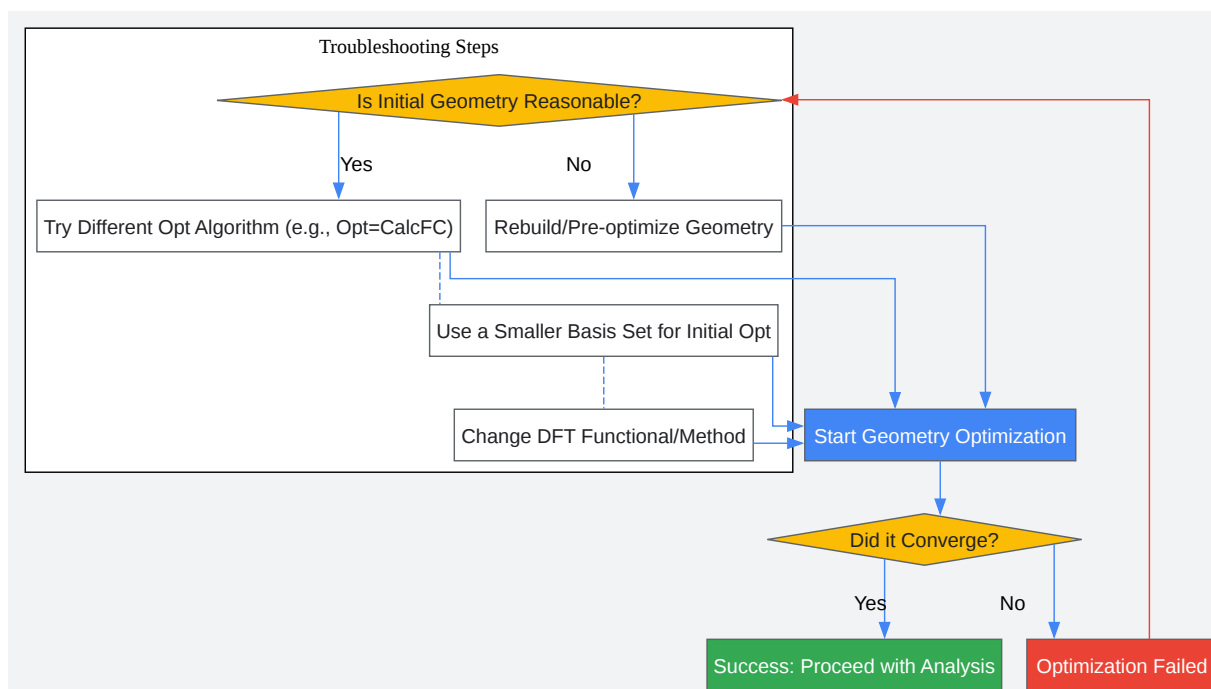 Troubleshooting Steps
Is Initial Geometry Reasonable?
Yes
No
Try Different Opt Algorithm (e.g., Opt=CalcFC)
Rebuild/Pre-optimize Geometry
Use a Smaller Basis Set for Initial Opt
Change DFT Functional/Method
Start Geometry Optimization
Did it Converge?
Yes
No
Success: Proceed with Analysis
Optimization Failed